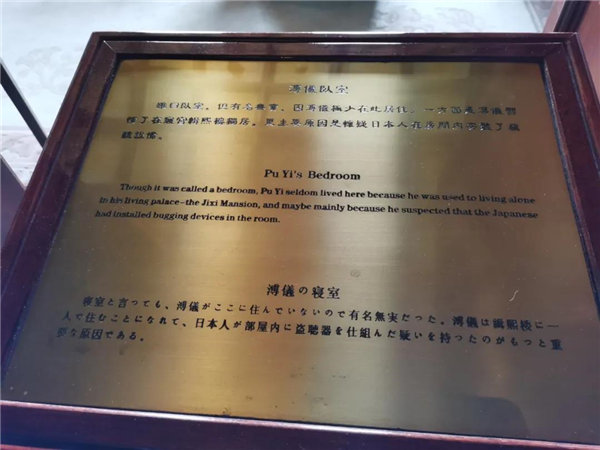 溥儀臥室
雖曰臥室，但有名無實，因溥儀極少在此居住。一方面是溥儀習
慣了在寢宮緝熙樓獨居。更主要原因是懷疑日本人在房間內安裝了竊
聽設備。
Pu Yi's Bedroom
Though it was called a bedroom, Pu Yi seldom lived here because he was used to living alone
in his living palace-the Jixi Mansion, and maybe mainly because he suspected that the Japanese
had installed bugging devices in the room.
溥儀の寝室
寝室と言っても、溥儀がここに住んでいないので有名無実だった。溥儀は緝熙楼に一
人で住むことになれて、日本人が部屋内に盗聴器を仕組んだ疑いを持つたのがもつと重
要な原因である。